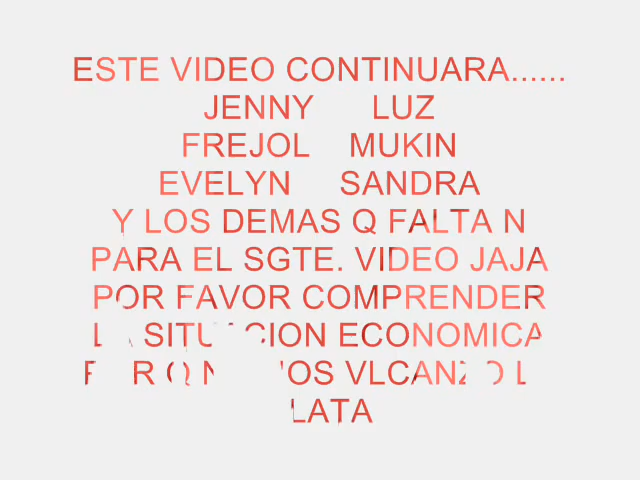 ESTE VIDEO CONTINUARA......
JENNY LUZ
FREJOL MUKIN
EVELYN SANDRA
Y LOS DEMAS Q FALTA N
PARA EL SGTE. VIDEO JAJA
POR FAVOR COMPRENDER
LA SITUACION ECONOMICA
Q VLCANZO
LATA